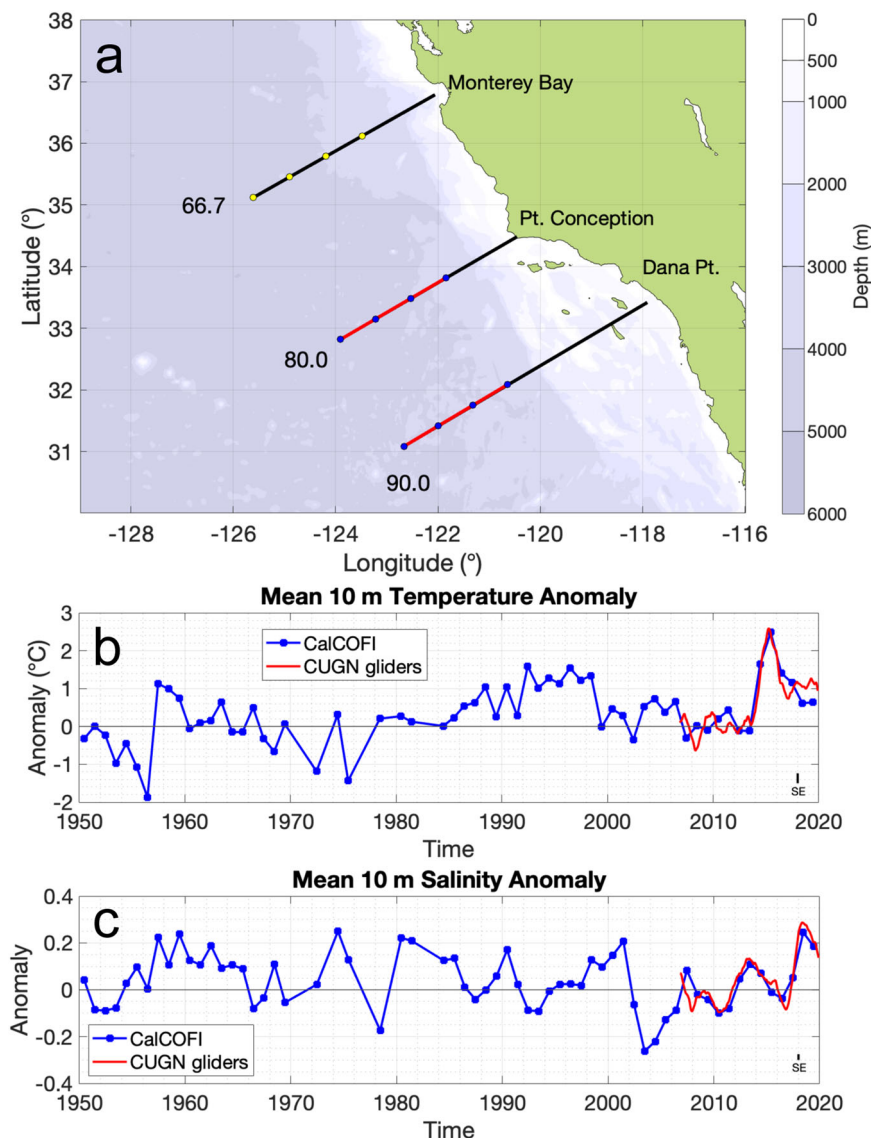 a
38
37
36
35
34
33
32
31
Latitude (°)
Monterey Bay
66.7
Pt. Conception
Dana Pt.
80.0
90.0
-128
-126
-124
-122
-120
-118
-116
Longitude (°)
0
500
1000
2000
3000
4000
5000
6000
Depth (m)
Mean 10 m Temperature Anomaly
b
3
2
1
0
-1
-2
Anomaly (°C)
CalCOFI
CUGN gliders
SE
1950
1960
1970
1980
1990
2000
2010
2020
Time
Mean 10 m Salinity Anomaly
c
0.4
0.2
0
-0.2
-0.4
Anomaly
CalCOFI
CUGN gliders
SE
1950
1960
1970
1980
1990
2000
2010
2020
Time